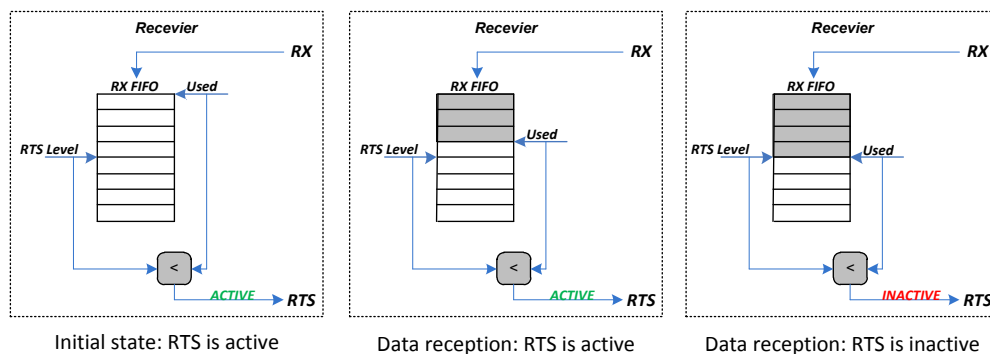 Recevier
RX
RX FIFO
Used
RTS Level
<
ACTIVE
RTS
Initial state: RTS is active
Recevier
RX
RX FIFO
Used
RTS Level
<
ACTIVE
RTS
Data reception: RTS is active
Recevier
RX
RX FIFO
Used
RTS Level
<
INACTIVE
RTS
Data reception: RTS is inactive